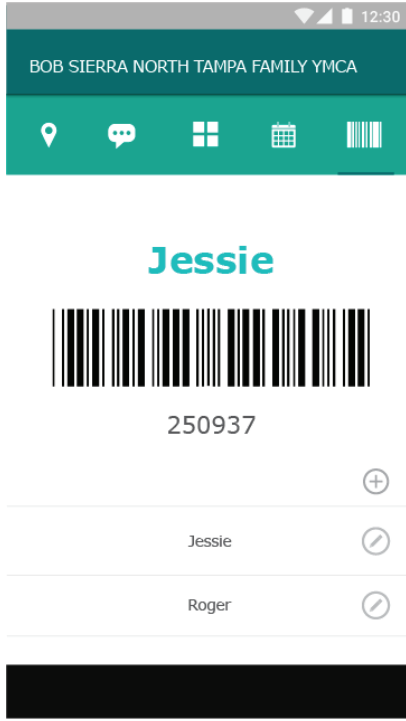 12:30
BOB SIERRA NORTH TAMPA FAMILY YMCA
Jessie
250937
Jessie
Roger